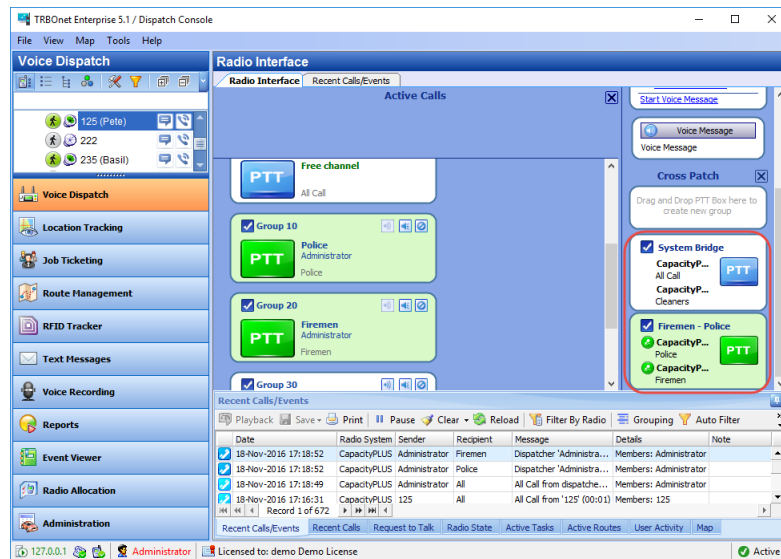 TRBOnet Enterprise 5.1 / Dispatch Console
File View Map Tools Help
Voice Dispatch
125 (Pete)
222
235 (Basil)
Voice Dispatch
Location Tracking
Job Ticketing
Route Management
RFID Tracker
Text Messages
Voice Recording
Reports
Event Viewer
Radio Allocation
Administration
Radio Interface
Radio Interface Recent Calls/Events
Active Calls
Free channel
PTT
All Call
Group 10
Police
Administrator
PTT
Police
Group 20
Firemen
Administrator
PTT
Firemen
Group 30
Start Voice Message
Voice Message
Voice Message
Cross Patch
Drag and Drop PTT Box here to
create new group
System Bridge
CapacityP...
All Call
PTT
CapacityP...
Cleaners
Firemen - Police
CapacityP...
Police
PTT
CapacityP...
Firemen
Recent Calls/Events
Playback Save Print Pause Clear Reload Filter By Radio Grouping Auto Filter
Date Radio System Sender Recipient Message Details Note
18-Nov-2016 17:18:52 CapacityPLUS Administrator Firemen Dispatcher 'Administra... Members: Administrator
18-Nov-2016 17:18:52 CapacityPLUS Administrator Police Dispatcher 'Administra... Members: Administrator
18-Nov-2016 17:18:49 CapacityPLUS Administrator All All Call from dispatche... Members: Administrator
18-Nov-2016 17:16:31 CapacityPLUS 125 All All Call from '125' (00:01) Members: 125
Record 1 of 672
Recent Calls/Events Recent Calls Request to Talk Radio State Active Tasks Active Routes User Activity Map
127.0.0.1 Administrator Licensed to: demo Demo License Active